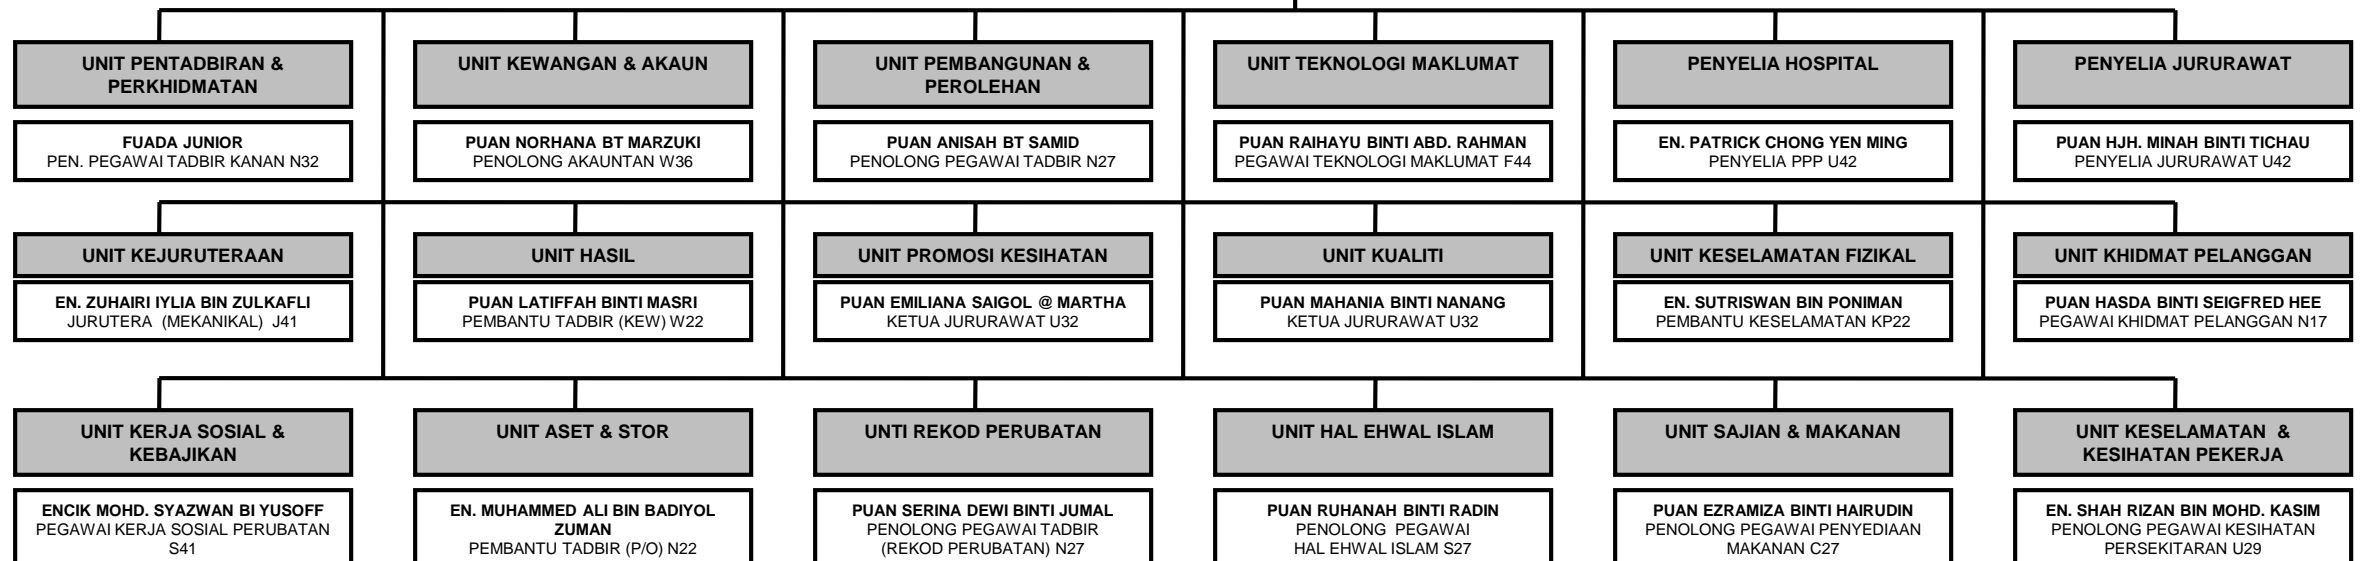 UNIT PENTADBIRAN &
PERKHIDMATAN
FUADA JUNIOR
PEN. PEGAWAI TADBIR KANAN N32
UNIT KEWANGAN & AKAUN
PUAN NORHANA BT MARZUKI
PENOLONG AKAUNTAN W36
UNIT PEMBANGUNAN &
PEROLEHAN
PUAN ANISAH BT SAMID
PENOLONG PEGAWAI TADBIR N27
UNIT TEKNOLOGI MAKLUMAT
PUAN RAIHAYU BINTI ABD. RAHMAN
PEGAWAI TEKNOLOGI MAKLUMAT F44
PENYELIA HOSPITAL
EN. PATRICK CHONG YEN MING
PENYELIA PPP U42
PENYELIA JURURAWAT
PUAN HJH. MINAH BINTI TICHAU
PENYELIA JURURAWAT U42
UNIT KEJURUTERAAN
EN. ZUHAIRI IYLIA BIN ZULKAFLI
JURUTERA (MEKANIKAL) J41
UNIT HASIL
PUAN LATIFFAH BINTI MASRI
PEMBANTU TADBIR (KEW) W22
UNIT PROMOSI KESIHATAN
PUAN EMILIANA SAIGOL @ MARTHA
KETUA JURURAWAT U32
UNIT KUALITI
PUAN MAHANIA BINTI NANANG
KETUA JURURAWAT U32
UNIT KESELAMATAN FIZIKAL
EN. SUTRISWAN BIN PONIMAN
PEMBANTU KESELAMATAN KP22
UNIT KHIDMAT PELANGGAN
PUAN HASDA BINTI SEIGFRED HEE
PEGAWAI KHIDMAT PELANGGAN N17
UNIT KERJA SOSIAL &
KEBAJIKAN
ENCIK MOHD. SYAZWAN BI YUSOFF
PEGAWAI KERJA SOSIAL PERUBATAN
S41
UNIT ASET & STOR
EN. MUHAMMED ALI BIN BADIYOL
ZUMAN
PEMBANTU TADBIR (P/O) N22
UNTI REKOD PERUBATAN
PUAN SERINA DEWI BINTI JUMAL
PENOLONG PEGAWAI TADBIR
(REKOD PERUBATAN) N27
UNIT HAL EHWAL ISLAM
PUAN RUHANAH BINTI RADIN
PENOLONG PEGAWAI
HAL EHWAL ISLAM S27
UNIT SAJIAN & MAKANAN
PUAN EZRAMIZA BINTI HAIRUDIN
PENOLONG PEGAWAI PENYEDIAAN
MAKANAN C27
UNIT KESELAMATAN &
KESIHATAN PEKERJA
EN. SHAH RIZAN BIN MOHD. KASIM
PENOLONG PEGAWAI KESIHATAN
PERSEKITARAN U29